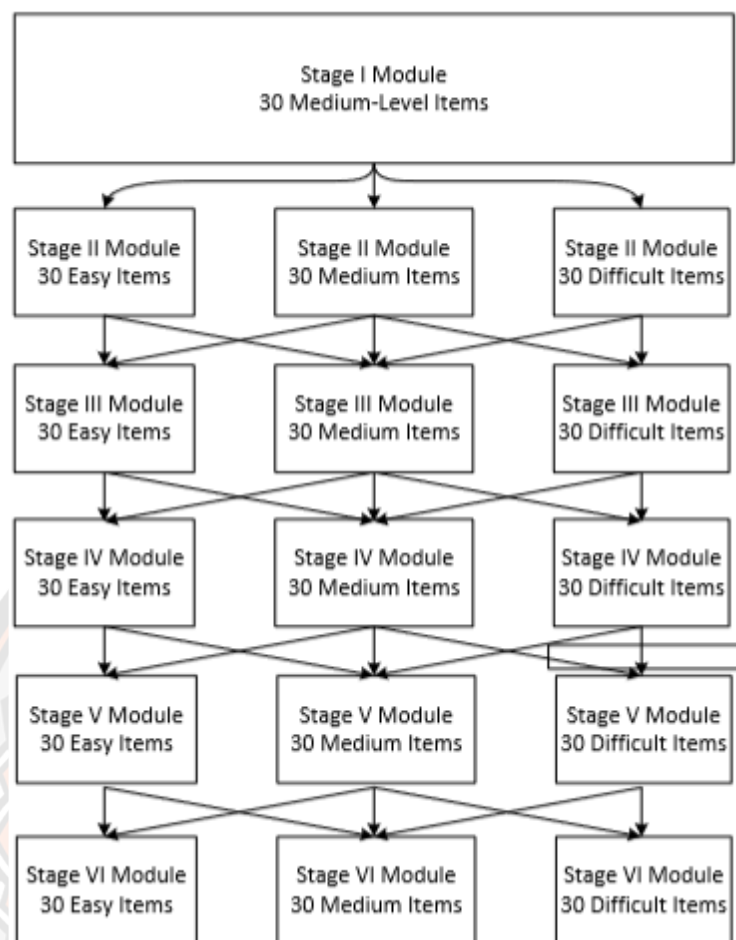 Stage I Module
30 Medium-Level Items
Stage II Module
30 Easy Items
Stage II Module
30 Medium Items
Stage II Module
30 Difficult Items
Stage III Module
30 Easy Items
Stage III Module
30 Medium Items
Stage III Module
30 Difficult Items
Stage IV Module
30 Easy Items
Stage IV Module
30 Medium Items
Stage IV Module
30 Difficult Items
Stage V Module
30 Easy Items
Stage V Module
30 Medium Items
Stage V Module
30 Difficult Items
Stage VI Module
30 Easy Items
Stage VI Module
30 Medium Items
Stage VI Module
30 Difficult Items